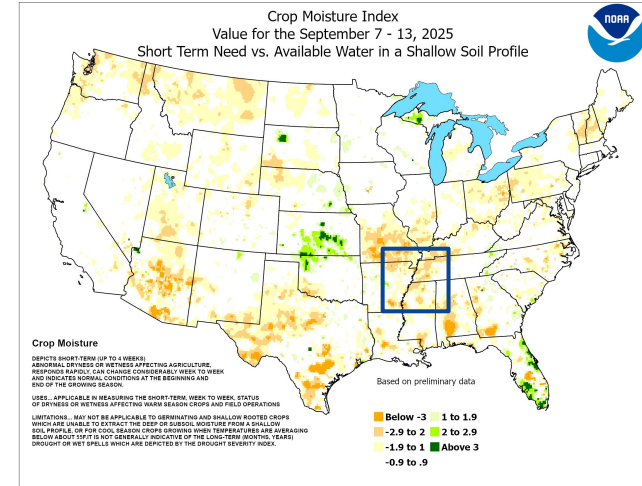 Crop Moisture Index
Value for the September 7 - 13, 2025
Short Term Need vs. Available Water in a Shallow Soil Profile
NOAA
Crop Moisture
DEPICTS SHORT-TERM (UP TO 4 WEEKS)
ABNORMAL DRYNESS OR WETNESS AFFECTING AGRICULTURE,
RESPONDS RAPIDLY, CAN CHANGE CONSIDERABLY WEEK TO WEEK
AND INDICATES NORMAL CONDITIONS AT THE BEGINNING AND
END OF THE GROWING SEASON.
USES... APPLICABLE IN MEASURING THE SHORT-TERM, WEEK TO WEEK, STATUS
OF DRYNESS OR WETNESS AFFECTING WARM SEASON CROPS AND FIELD OPERATIONS
LIMITATIONS... MAY NOT BE APPLICABLE TO GERMINATING AND SHALLOW ROOTED CROPS
WHICH ARE UNABLE TO EXTRACT THE DEEP OR SUBSOIL MOISTURE FROM A SHALLOW
SOIL PROFILE, OR FOR COOL SEASON CROPS GROWING WHEN TEMPERATURES ARE AVERAGING
BELOW ABOUT 55F.IT IS NOT GENERALLY INDICATIVE OF THE LONG-TERM (MONTHS, YEARS)
DROUGHT OR WET SPELLS WHICH ARE DEPICTED BY THE DROUGHT SEVERITY INDEX.
Based on preliminary data
Below -3 1 to 1.9
-2.9 to 2 2 to 2.9
-1.9 to 1 Above 3
-0.9 to .9